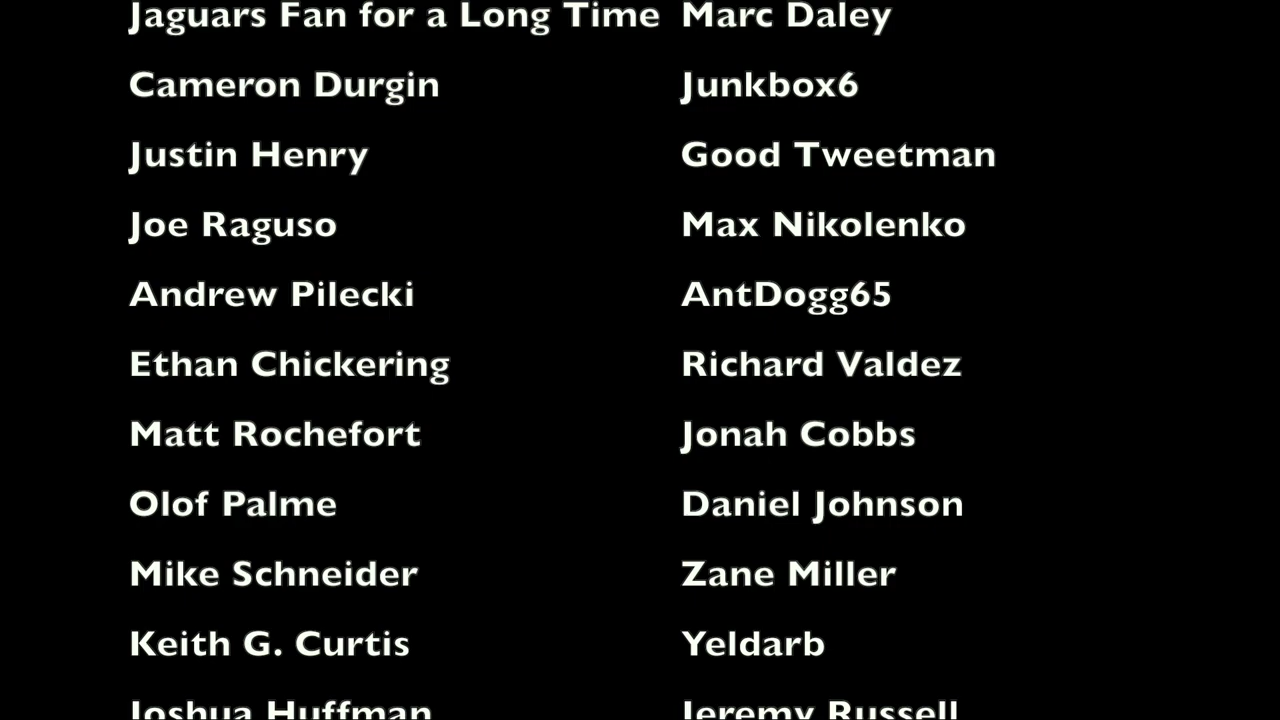 Jaguars Fan for a Long Time Marc Daley
Cameron Durgin Junkbox6
Justin Henry Good Tweetman
Joe Raguso Max Nikolenko
Andrew Pilecki AntDogg65
Ethan Chickering Richard Valdez
Matt Rochefort Jonah Cobbs
Olof Palme Daniel Johnson
Mike Schneider Zane Miller
Keith G. Curtis Yeldarb
Joshua Huffman Jeremy Russell